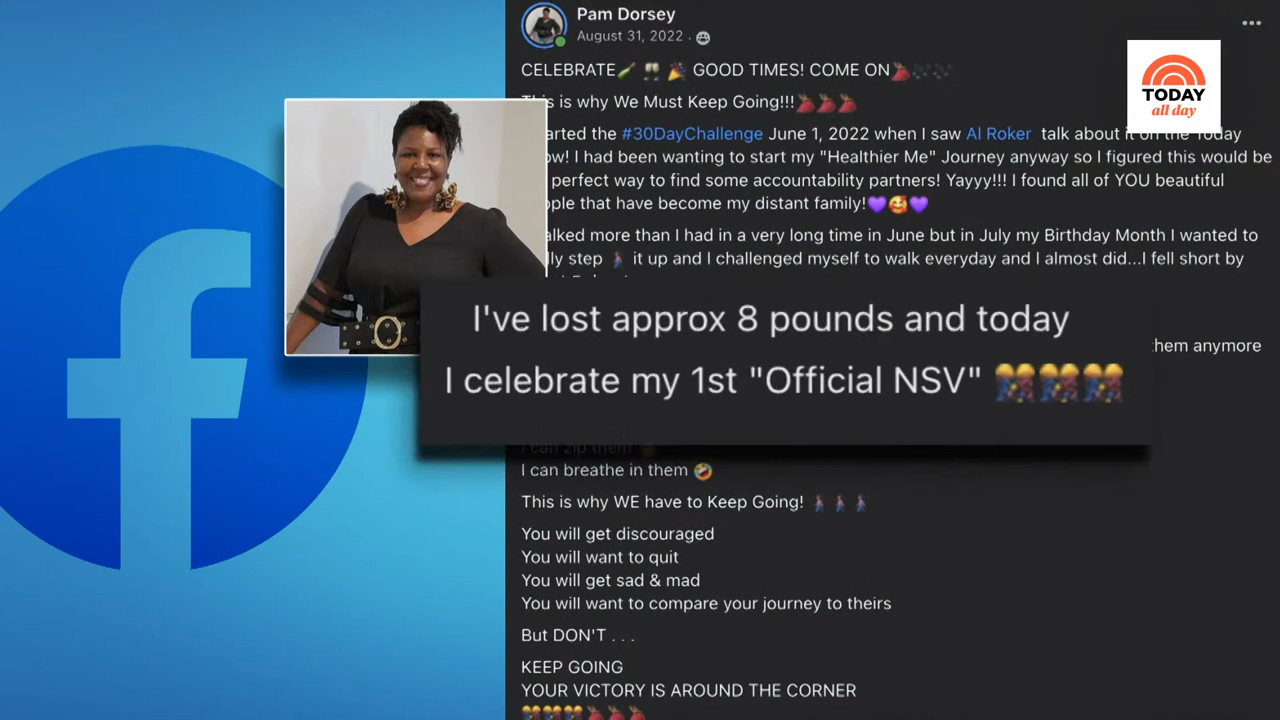 Pam Dorsey
August 31, 2022 ·
CELEBRATE🍾 🥂 🎉 GOOD TIMES! COME ON💃🎶🎶
is is why We Must Keep Going!!!💃💃💃
arted the #30DayChallenge June 1, 2022 when I saw Al Roker talk about it on the Today
ow! I had been wanting to start my "Healthier Me" Journey anyway so I figured this would be
perfect way to find some accountability partners! Yayyy!!! I found all of YOU beautiful
ople that have become my distant family!💜🥰💜
alked more than I had in a very long time in June but in July my Birthday Month I wanted to
lly step 🚶🏾‍♀️ it up and I challenged myself to walk everyday and I almost did...I fell short by
I've lost approx 8 pounds and today
I celebrate my 1st "Official NSV"
them anymore
I can zip them
I can breathe in them 🤣
This is why WE have to Keep Going! 🚶🏾‍♀️🚶🏾‍♀️🚶🏾‍♀️
You will get discouraged
You will want to quit
You will get sad & mad
You will want to compare your journey to theirs
But DON'T . . .
KEEP GOING
YOUR VICTORY IS AROUND THE CORNER
TODAY
all day